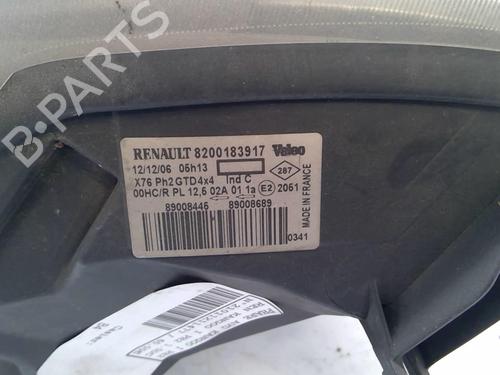 B-PARTS
RENAULT 8200183917 Valeo
12/12/06 05h13
287
X76 Ph2 GTD4x4 Ind C
00HC/R PL 12,5 02A 01 1a E2 2051
89008446 89008689
MADE IN FRANCE
0341